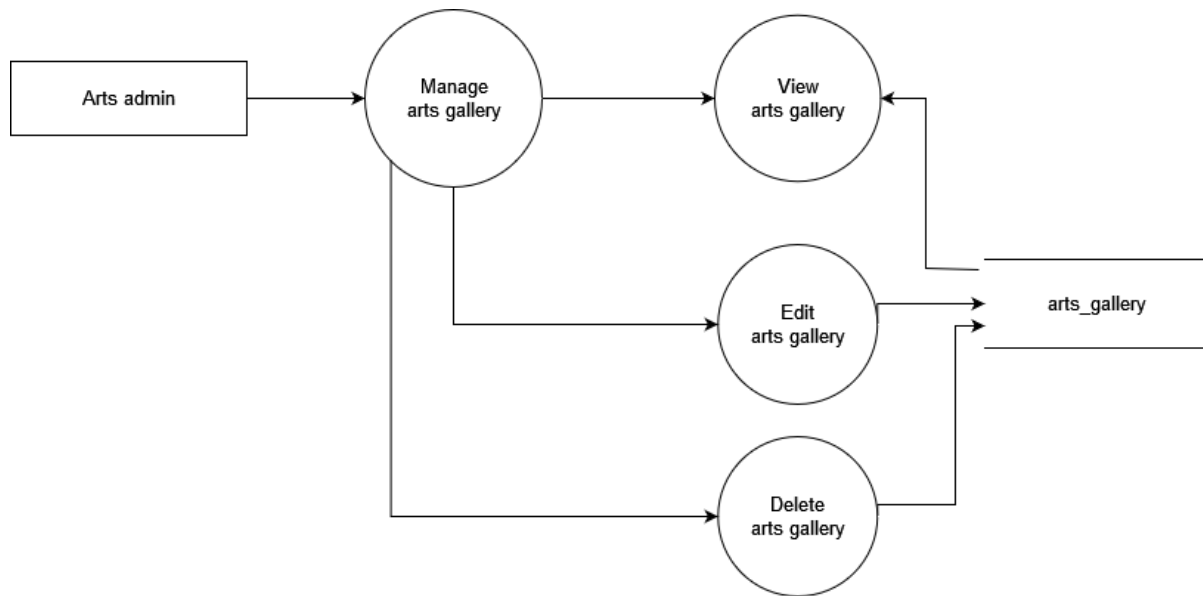 Arts admin
Manage
arts gallery
View
arts gallery
Edit
arts gallery
arts_gallery
Delete
arts gallery